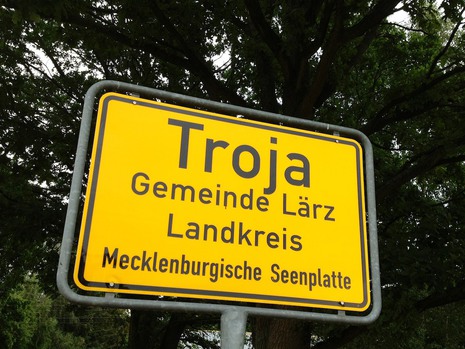 Troja
Gemeinde Lärz
Landkreis
Mecklenburgische Seenplatte